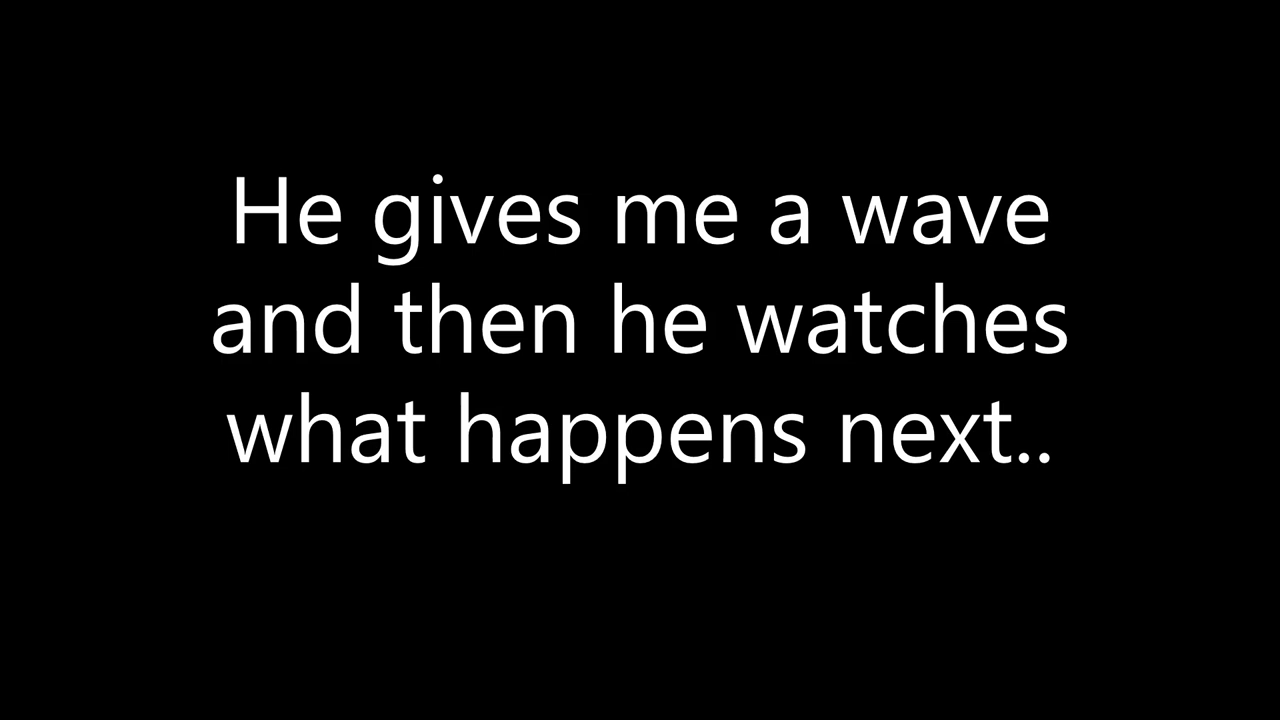 He gives me a wave
and then he watches
what happens next..